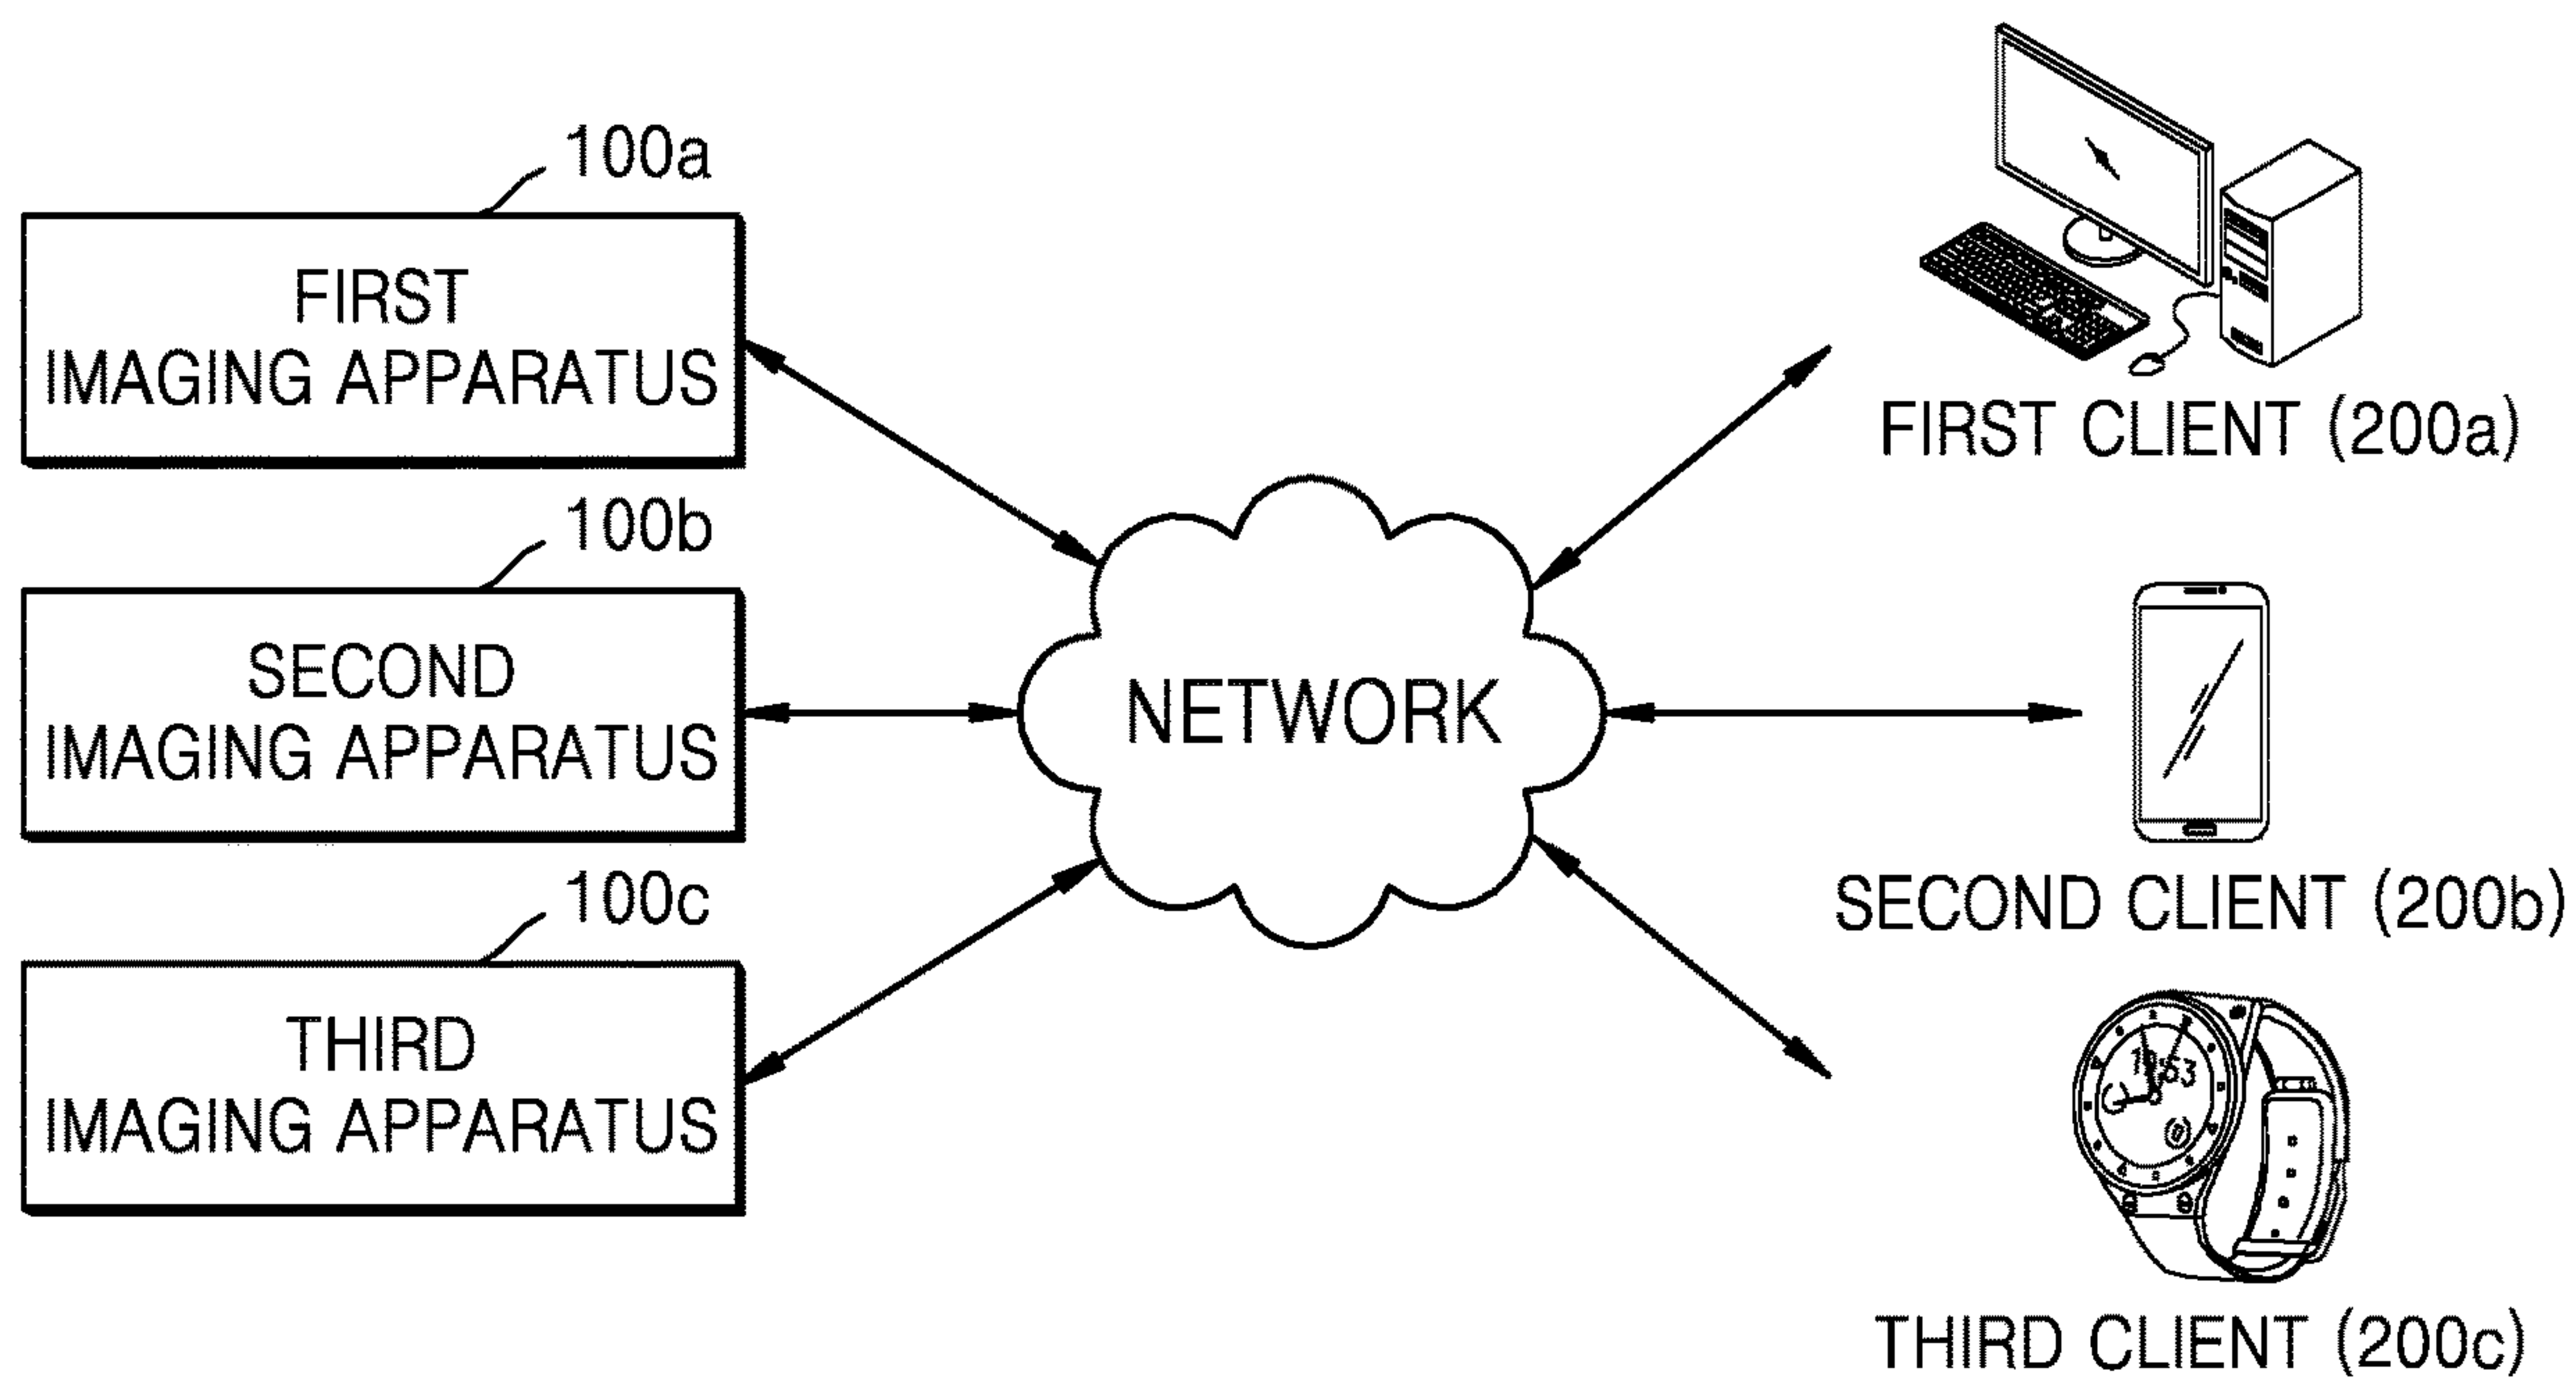 100a
FIRST
IMAGING APPARATUS
100b
SECOND
IMAGING APPARATUS
100c
THIRD
IMAGING APPARATUS
NETWORK
FIRST CLIENT (200a)
SECOND CLIENT (200b)
THIRD CLIENT (200c)